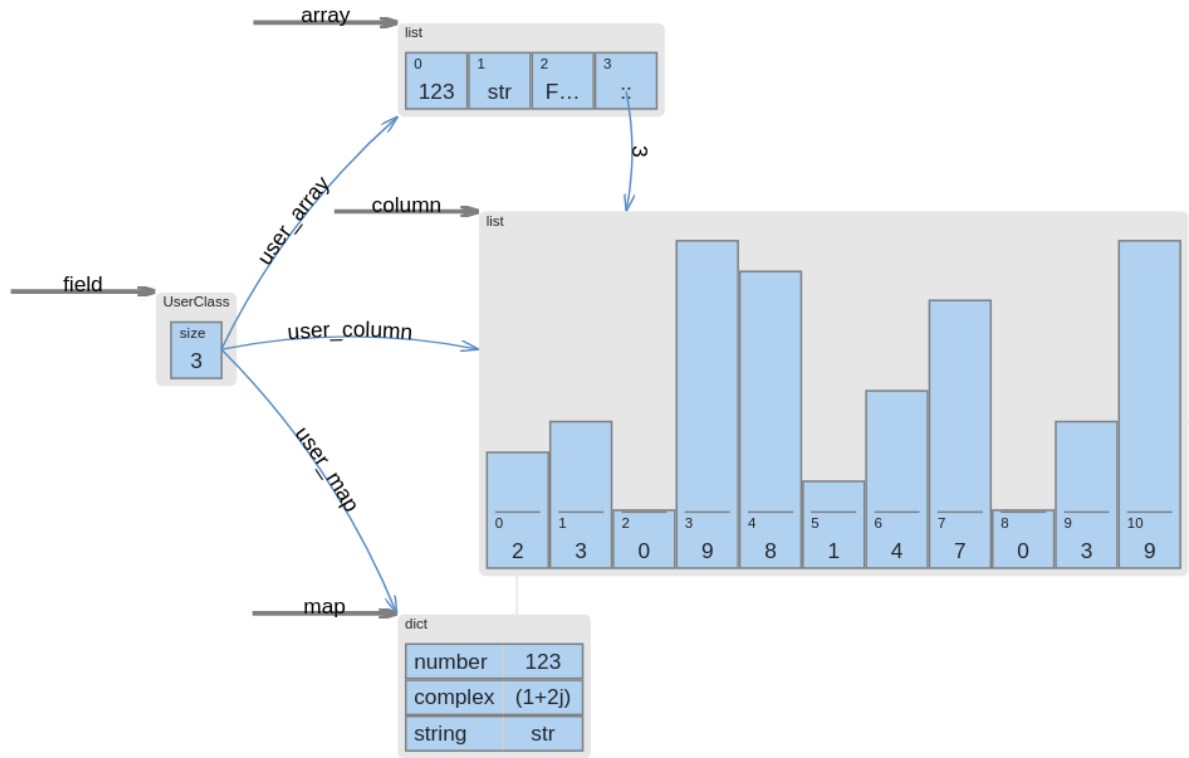 array
list
0 1 2 3
123 str F... ::
3
user_array
column
list
field
UserClass
size
3
user_column
user_map
0 1 2 3 4 5 6 7 8 9 10
2 3 0 9 8 1 4 7 0 3 9
map
dict
number 123
complex (1+2j)
string str